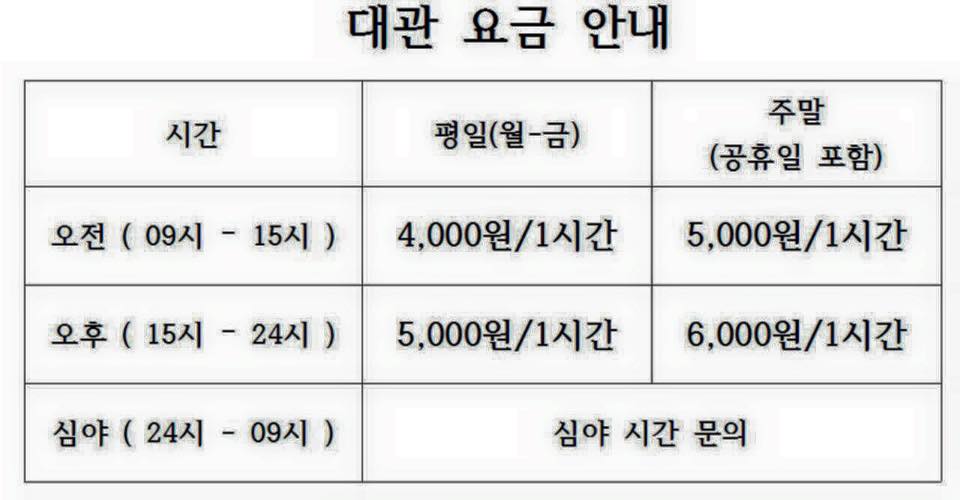 대관 요금 안내
시간
평일(월-금)
주말
(공휴일 포함)
오전 ( 09시 - 15시 )
4,000원/1시간
5,000원/1시간
오후 ( 15시 - 24시 )
5,000원/1시간
6,000원/1시간
심야 ( 24시 - 09시 )
심야 시간 문의